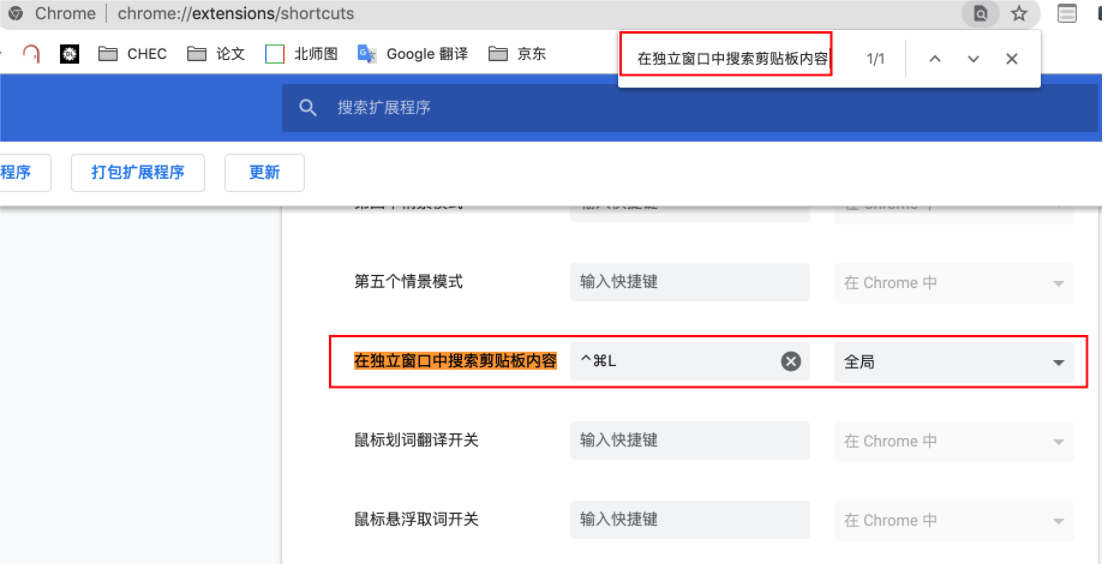 Chrome chrome://extensions/shortcuts
CHEC 论文 北师图 Google 翻译 京东
在独立窗口中搜索剪贴板内容 1/1
搜索扩展程序
程序 打包扩展程序 更新
第四个情景模式 输入快捷键 在 Chrome 中
第五个情景模式 输入快捷键 在 Chrome 中
在独立窗口中搜索剪贴板内容 ^⌘L 全局
鼠标划词翻译开关 输入快捷键 在 Chrome 中
鼠标悬浮取词开关 输入快捷键 在 Chrome 中